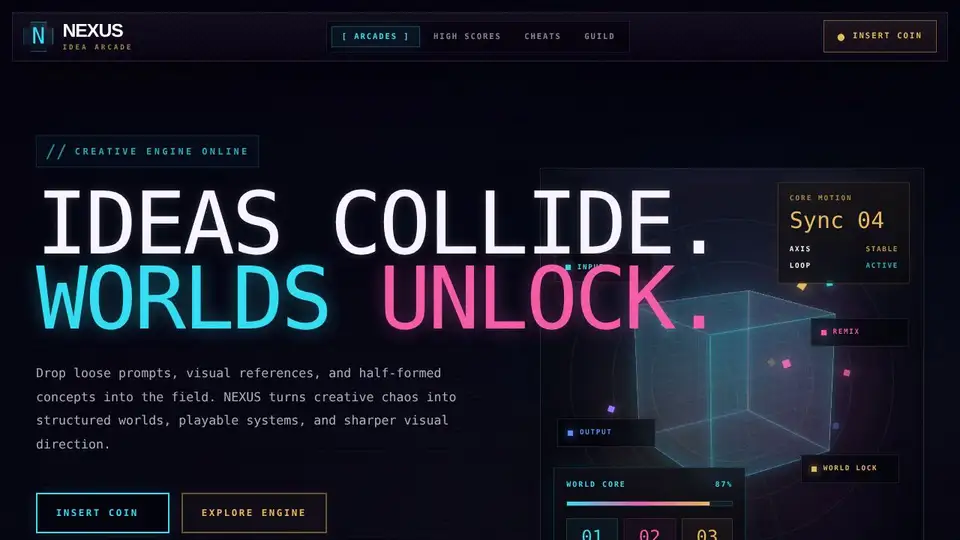 N NEXUS
IDEA ARCADE
[ ARCADES ] HIGH SCORES CHEATS GUILD
INSERT COIN
// CREATIVE ENGINE ONLINE
IDEAS COLLIDE.
WORLDS UNLOCK.
Drop loose prompts, visual references, and half-formed
concepts into the field. NEXUS turns creative chaos into
structured worlds, playable systems, and sharper visual
direction.
INSERT COIN EXPLORE ENGINE
CORE MOTION
Sync 04
AXIS STABLE
LOOP ACTIVE
INPUT
REMIX
OUTPUT
WORLD LOCK
WORLD CORE 87%
01 02 03